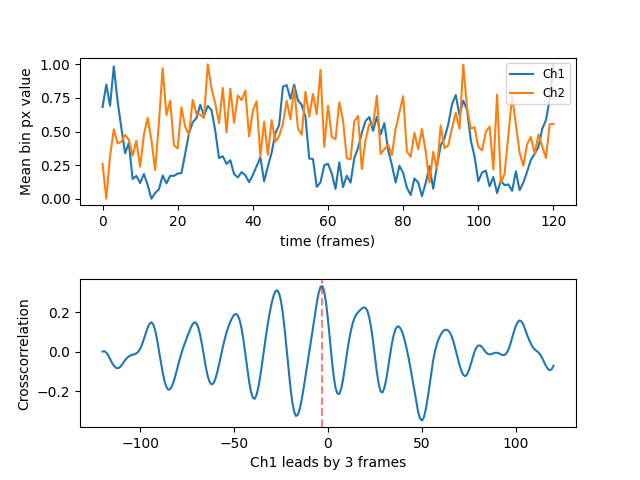 1.00
0.75
0.50
0.25
0.00
Mean bin px value
Ch1
Ch2
0 20 40 60 80 100 120
time (frames)
0.2
0.0
−0.2
Crosscorrelation
−100 −50 0 50 100
Ch1 leads by 3 frames